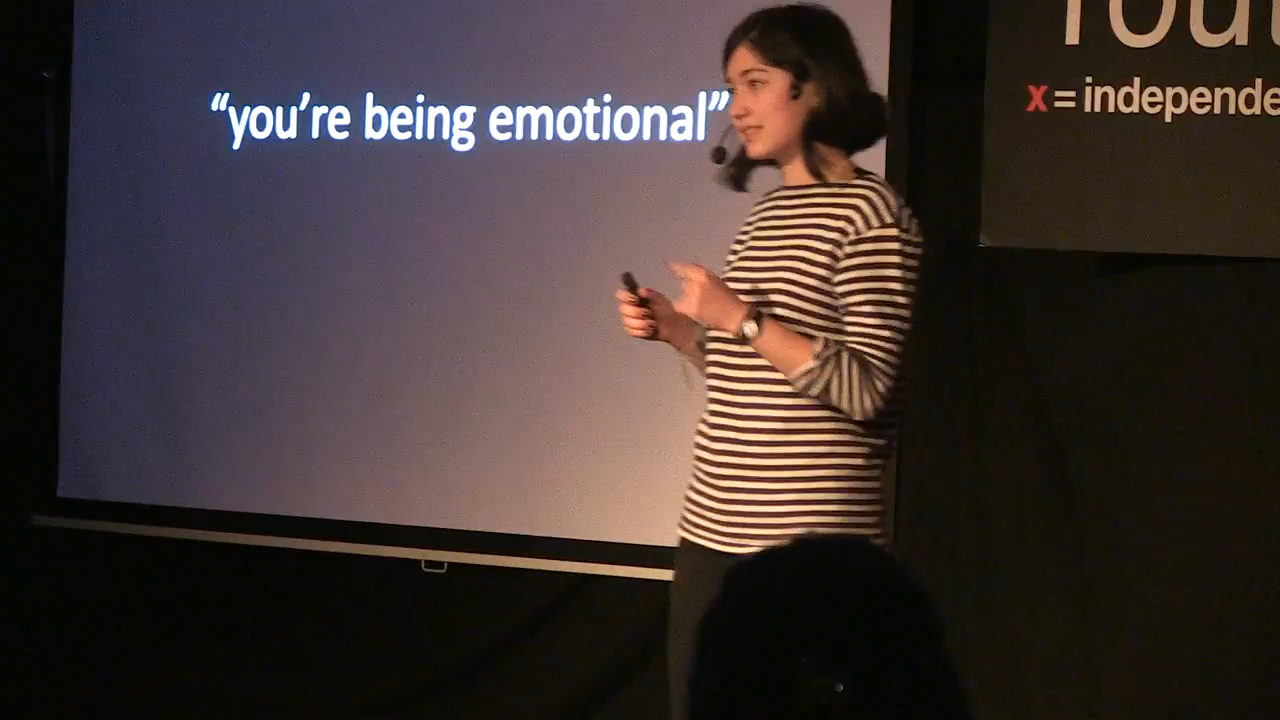 “you’re being emotional”
x = independe